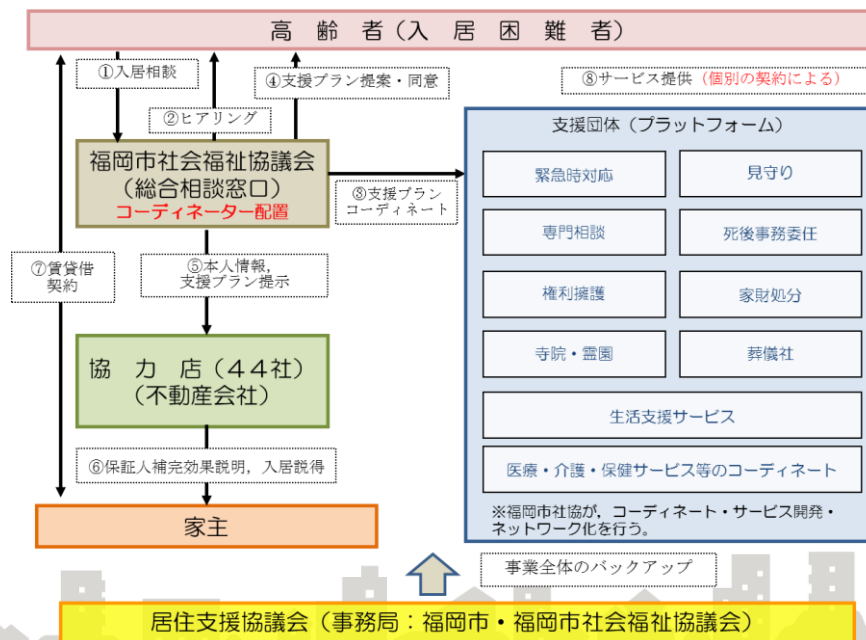 高齢者(入居困難者)
①入居相談
②ヒアリング
④支援プラン提案・同意
⑧サービス提供(個別の契約による)
福岡市社会福祉協議会
(総合相談窓口)
コーディネーター配置
③支援プラン
コーディネート
支援団体(プラットフォーム)
緊急時対応
見守り
専門相談
死後事務委任
権利擁護
家財処分
寺院・霊園
葬儀社
生活支援サービス
医療・介護・保健サービス等のコーディネート
※福岡市社協が,コーディネート・サービス開発・
ネットワーク化を行う。
⑦賃貸借
契約
⑤本人情報,
支援プラン提示
協力店(44社)
(不動産会社)
⑥保証人補完効果説明,入居説得
家主
事業全体のバックアップ
居住支援協議会(事務局:福岡市・福岡市社会福祉協議会)